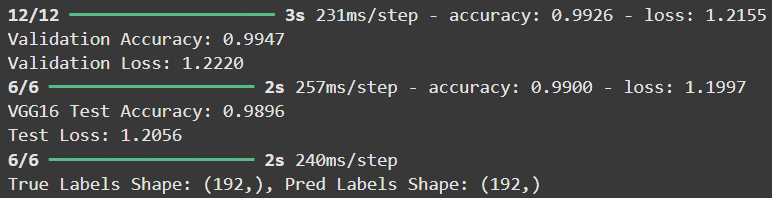 12/12 ━━━━━━━━━━━━━━━━━━━━ 3s 231ms/step - accuracy: 0.9926 - loss: 1.2155
Validation Accuracy: 0.9947
Validation Loss: 1.2220
6/6 ━━━━━━━━━━━━━━━━━━━━ 2s 257ms/step - accuracy: 0.9900 - loss: 1.1997
VGG16 Test Accuracy: 0.9896
Test Loss: 1.2056
6/6 ━━━━━━━━━━━━━━━━━━━━ 2s 240ms/step
True Labels Shape: (192,), Pred Labels Shape: (192,)